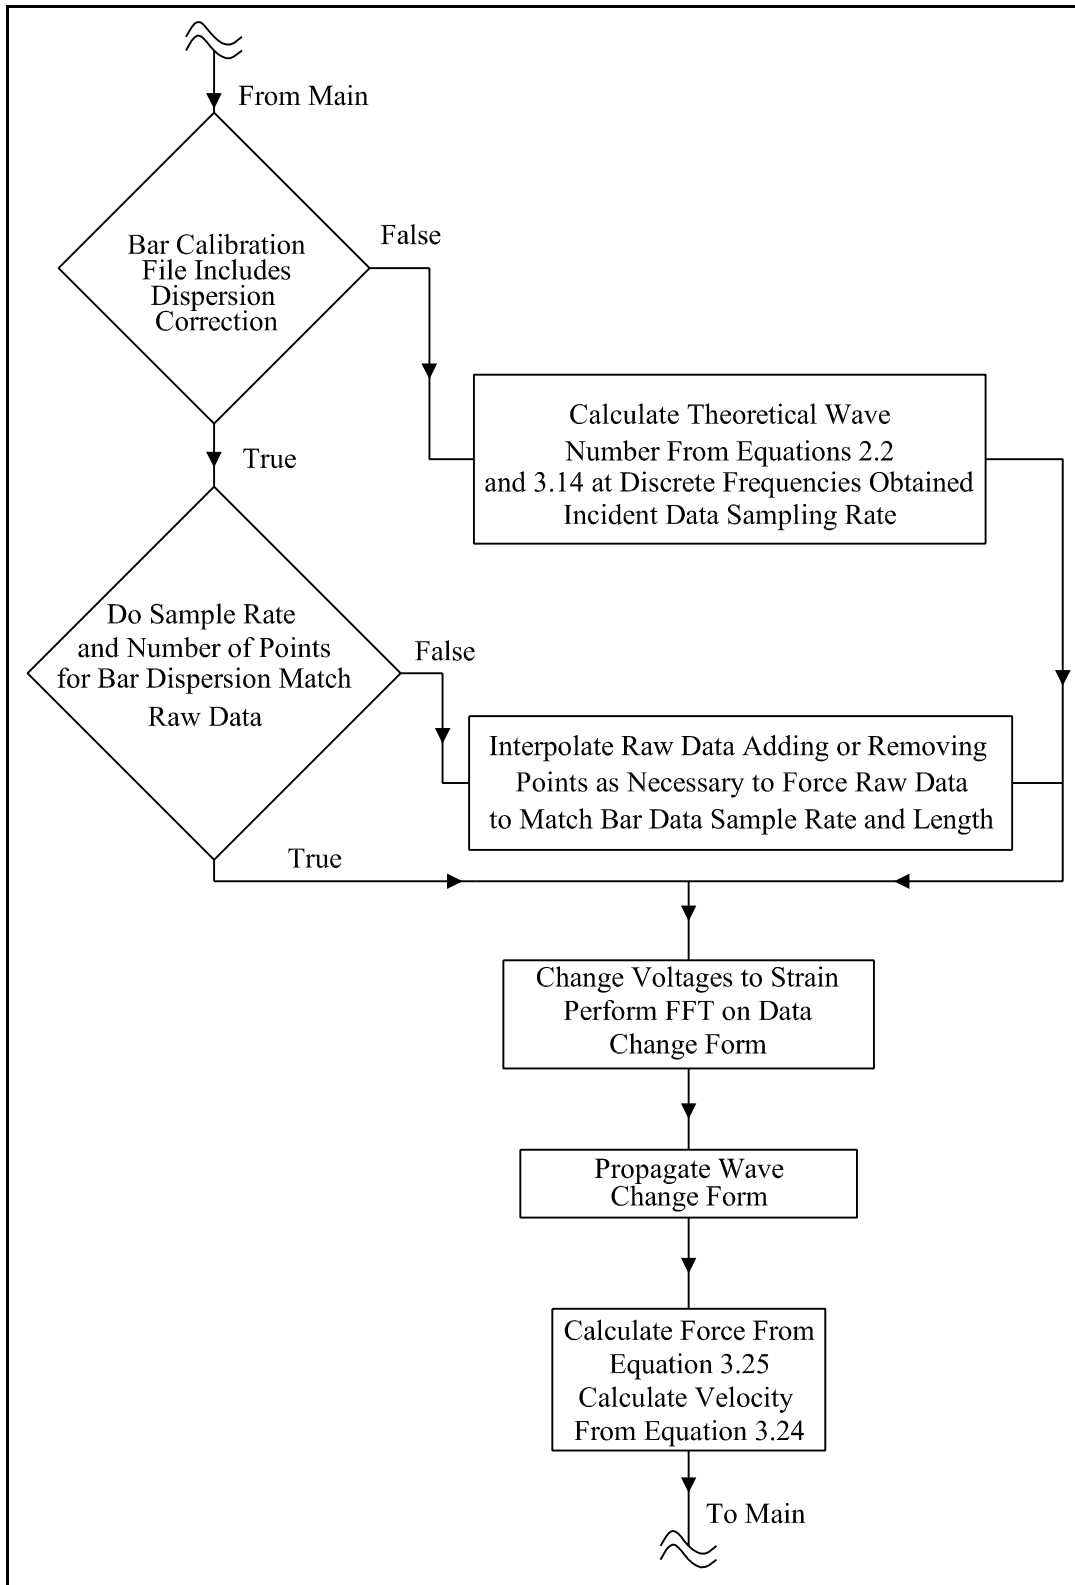 From Main
False
Bar Calibration
File Includes
Dispersion
Correction
Calculate Theoretical Wave
Number From Equations 2.2
and 3.14 at Discrete Frequencies Obtained
Incident Data Sampling Rate
True
Do Sample Rate
and Number of Points
for Bar Dispersion Match
Raw Data
False
Interpolate Raw Data Adding or Removing
Points as Necessary to Force Raw Data
to Match Bar Data Sample Rate and Length
True
Change Voltages to Strain
Perform FFT on Data
Change Form
Propagate Wave
Change Form
Calculate Force From
Equation 3.25
Calculate Velocity
From Equation 3.24
To Main